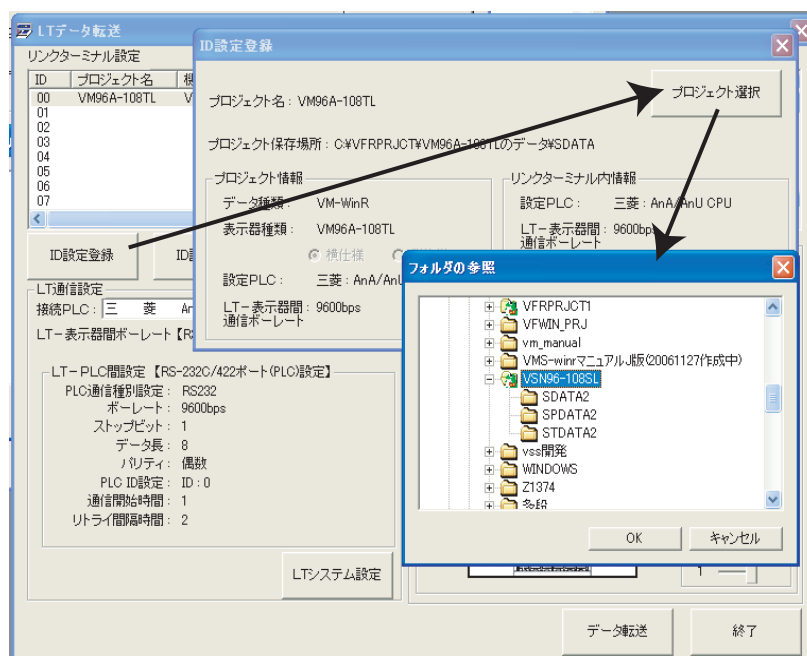 LTデータ転送
リンクターミナル設定
ID プロジェクト名
00 VM96A-108TL
01
02
03
04
05
06
07
ID設定登録
LT通信設定
接続PLC：三 菱
LT－表示器間ボーレート
LT－PLC間設定 【RS-232C/422ポート(PLC)設定】
PLC通信種別設定： RS232
ボーレート： 9600bps
ストップビット： 1
データ長： 8
パリティ： 偶数
PLC ID設定： ID：0
通信開始時間： 1
リトライ間隔時間： 2
LTシステム設定
データ転送
終了
ID設定登録
プロジェクト名：VM96A-108TL
プロジェクト選択
プロジェクト保存場所：C:¥VFRPRJCT¥VM96A-108TLのデータ¥SDATA
プロジェクト情報
データ種類： VM-WinR
表示器種類： VM96A-108TL
横仕様
設定PLC： 三菱：AnA/AnU
LT－表示器間： 9600bps
通信ボーレート
リンクターミナル内情報
設定PLC： 三菱：AnA/AnU CPU
LT－表示器間： 9600bps
通信ボーレート
フォルダの参照
VFRPRJCT1
VFWIN_PRJ
vm_manual
VMS-winrマニュアルJ版(20061127作成中)
VSN96-108SL
SDATA2
SPDATA2
STDATA2
vss開発
WINDOWS
Z1374
OK
キャンセル
1